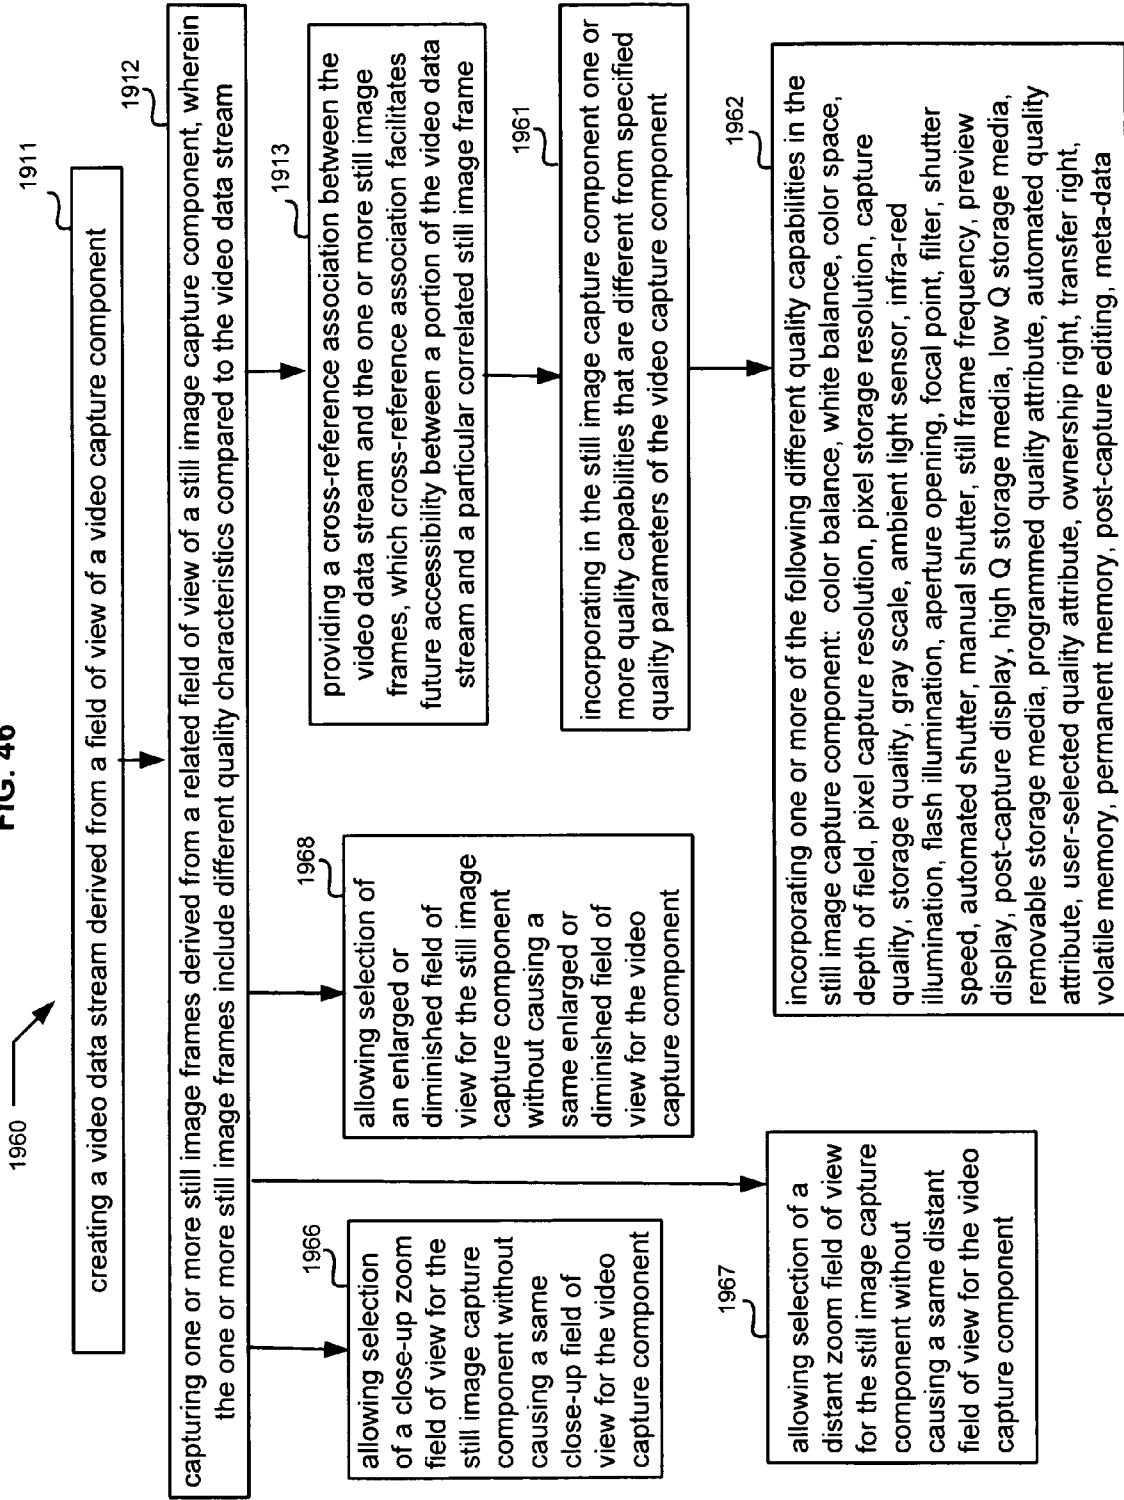 FIG. 46
1960
1911
creating a video data stream derived from a field of view of a video capture component
1912
capturing one or more still image frames derived from a related field of view of a still image capture component, wherein
the one or more still image frames include different quality characteristics compared to the video data stream
1966
allowing selection
of a close-up zoom
field of view for the
still image capture
component without
causing a same
close-up field of
view for the video
capture component
1967
allowing selection of a
distant zoom field of view
for the still image capture
component without
causing a same distant
field of view for the video
capture component
1968
allowing selection of
an enlarged or
diminished field of
view for the still image
capture component
without causing a
same enlarged or
diminished field of
view for the video
capture component
1913
providing a cross-reference association between the
video data stream and the one or more still image
frames, which cross-reference association facilitates
future accessibility between a portion of the video data
stream and a particular correlated still image frame
1961
incorporating in the still image capture component one or
more quality capabilities that are different from specified
quality parameters of the video capture component
1962
incorporating one or more of the following different quality capabilities in the
still image capture component:  color balance, white balance, color space,
depth of field, pixel capture resolution, pixel storage resolution, capture
quality, storage quality, gray scale, ambient light sensor, infra-red
illumination, flash illumination, aperture opening, focal point, filter, shutter
speed, automated shutter, manual shutter, still frame frequency, preview
display, post-capture display, high Q storage media, low Q storage media,
removable storage media, programmed quality attribute, automated quality
attribute, user-selected quality attribute, ownership right, transfer right,
volatile memory, permanent memory, post-capture editing, meta-data